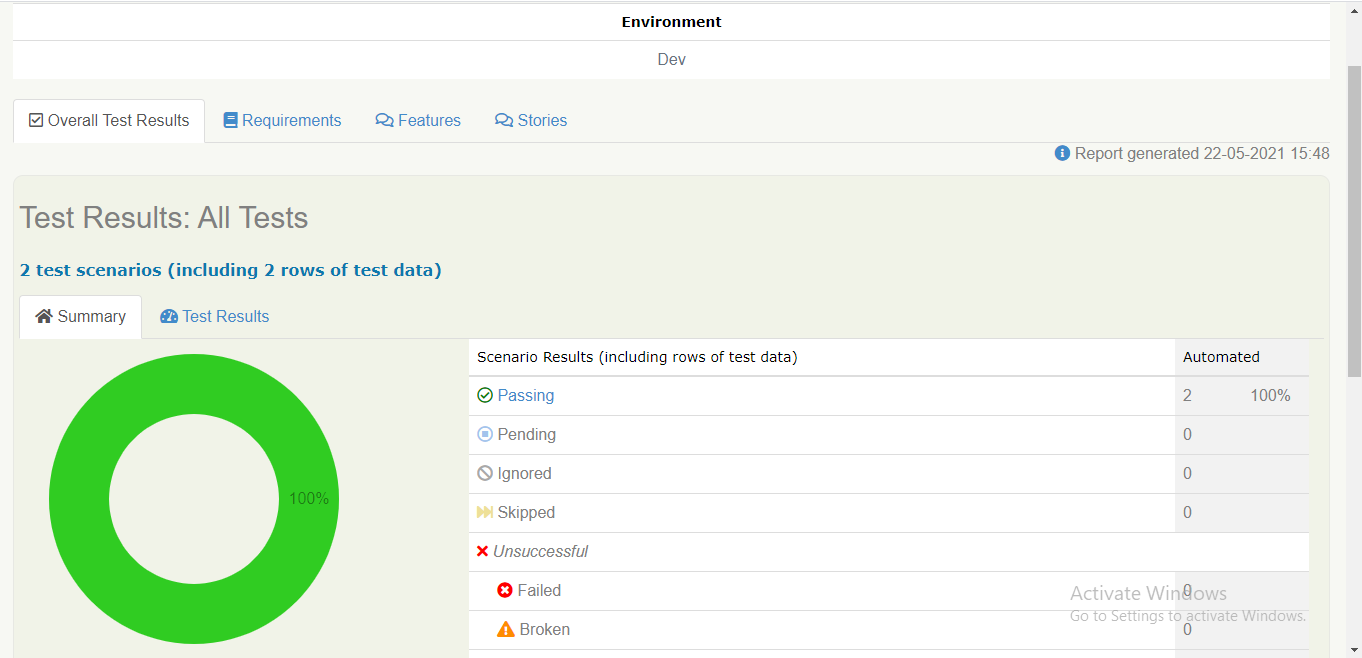 Environment
Dev
Overall Test Results Requirements Features Stories
Report generated 22-05-2021 15:48
Test Results: All Tests
2 test scenarios (including 2 rows of test data)
Summary Test Results
Scenario Results (including rows of test data) Automated
Passing 2 100%
Pending 0
Ignored 0
Skipped 0
Unsuccessful
Failed 0
Broken 0
100%
Activate Windows
Go to Settings to activate Windows.